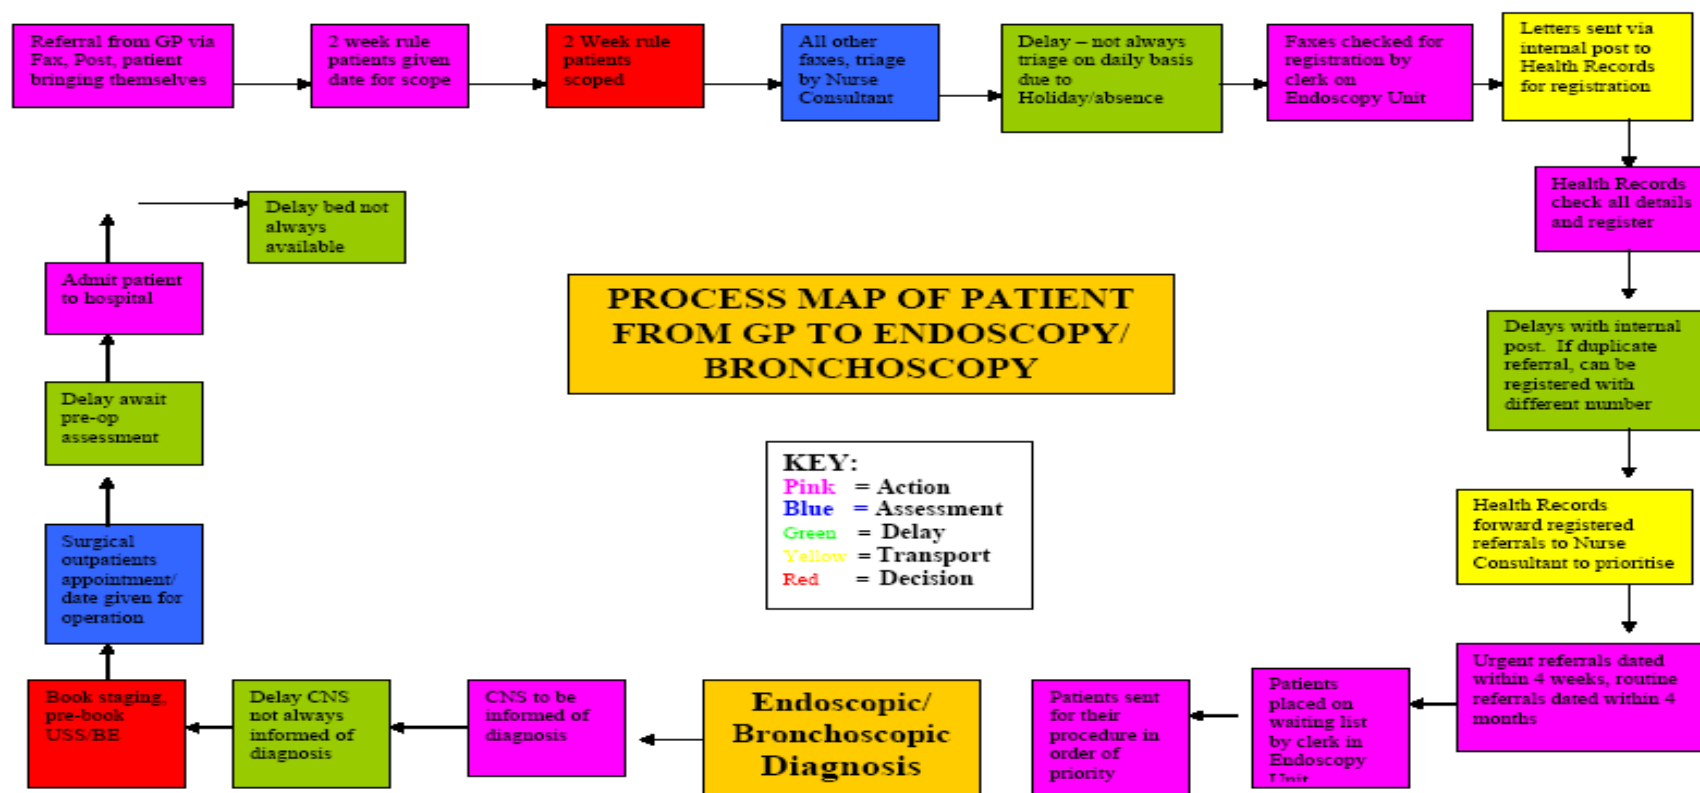 Referral from GP via
Fax, Post, patient
bringing themselves
2 week rule
patients given
date for scope
2 Week rule
patients
scoped
All other
faxes, triage
by Nurse
Consultant
Delay – not always
triage on daily basis
due to
Holiday/absence
Faxes checked for
registration by
clerk on
Endoscopy Unit
Letters sent via
internal post to
Health Records
for registration
Health Records
check all details
and register
Delays with internal
post. If duplicate
referral, can be
registered with
different number
Health Records
forward registered
referrals to Nurse
Consultant to prioritise
Urgent referrals dated
within 4 weeks, routine
referrals dated within 4
months
Patients
placed on
waiting list
by clerk in
Endoscopy
Unit
Patients sent
for their
procedure in
order of
priority
Endoscopic/
Bronchoscopic
Diagnosis
CNS to be
informed of
diagnosis
Delay CNS
not always
informed of
diagnosis
Book staging,
pre-book
USS/BE
Surgical
outpatients
appointment/
date given for
operation
Delay await
pre-op
assessment
Admit patient
to hospital
Delay bed not
always
available
PROCESS MAP OF PATIENT
FROM GP TO ENDOSCOPY/
BRONCHOSCOPY
KEY:
Pink = Action
Blue = Assessment
Green = Delay
Yellow = Transport
Red = Decision